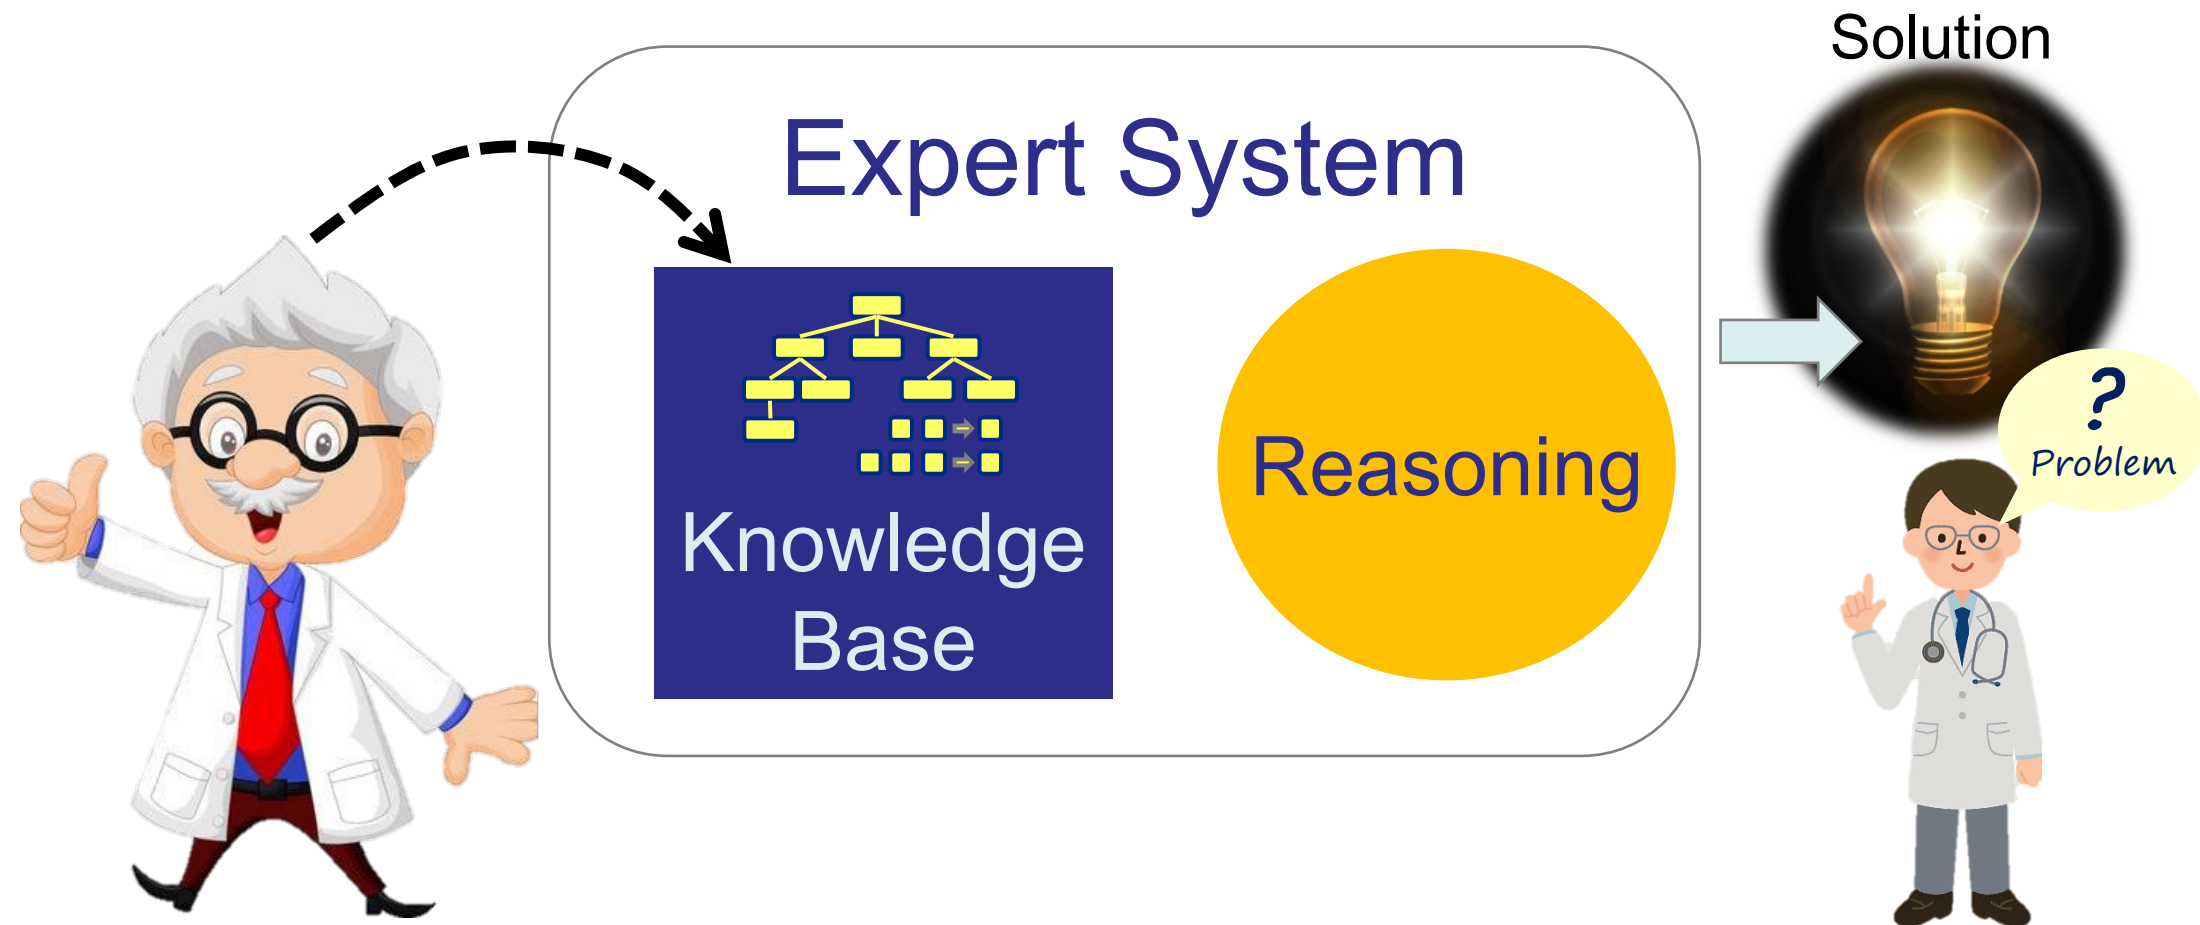 Solution
Expert System
Knowledge
Base
Reasoning
?
Problem